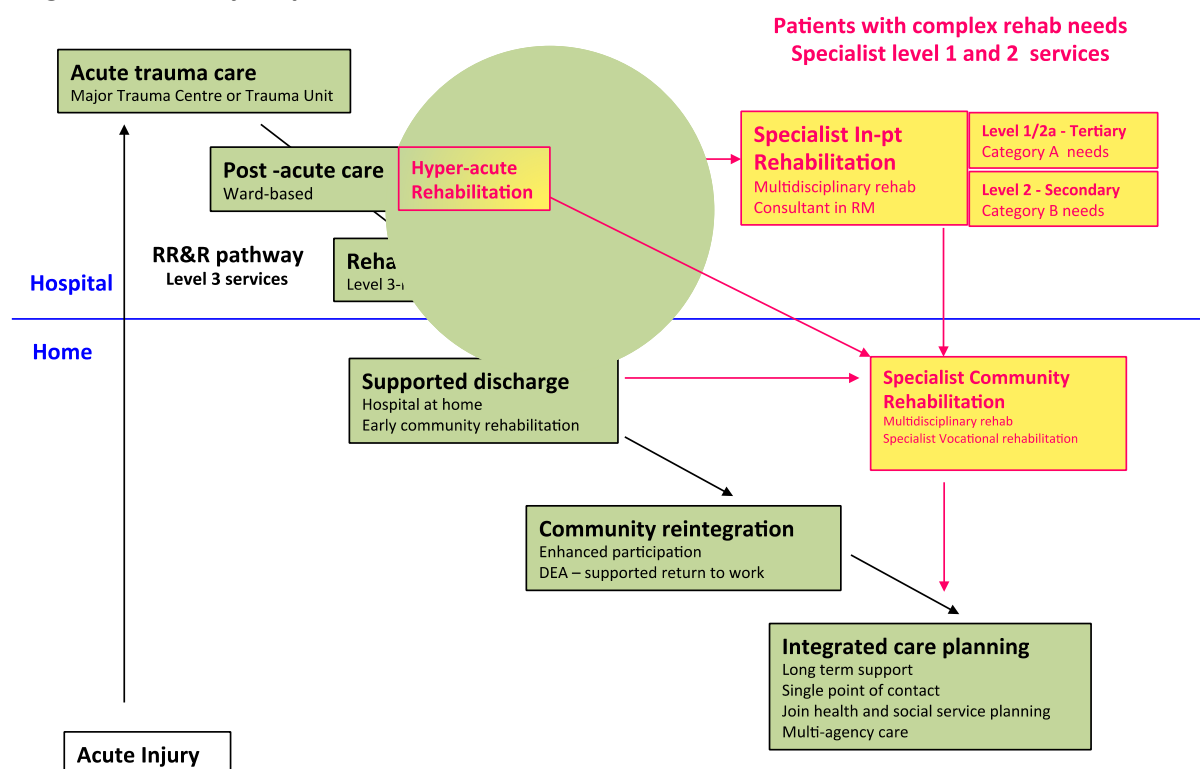 Patients with complex rehab needs
Specialist level 1 and 2 services
Acute trauma care
Major Trauma Centre or Trauma Unit
Post -acute care
Ward-based
Hyper-acute
Rehabilitation
Specialist In-pt
Rehabilitation
Multidisciplinary rehab
Consultant in RM
Level 1/2a - Tertiary
Category A needs
Level 2 - Secondary
Category B needs
RR&R pathway
Level 3 services
Level 3-
Hospital
Home
Supported discharge
Hospital at home
Early community rehabilitation
Specialist Community
Rehabilitation
Multidisciplinary rehab
Specialist Vocational rehabilitation
Community reintegration
Enhanced participation
DEA – supported return to work
Integrated care planning
Long term support
Single point of contact
Join health and social service planning
Multi-agency care
Acute Injury